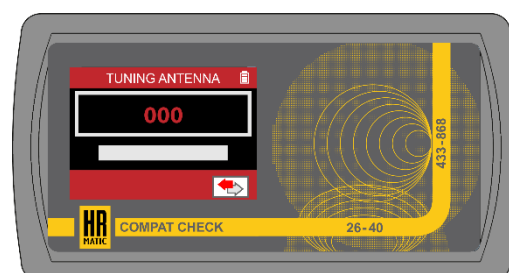 TUNING ANTENNA
000
433-868
HR
MATIC
COMPAT CHECK
26-40